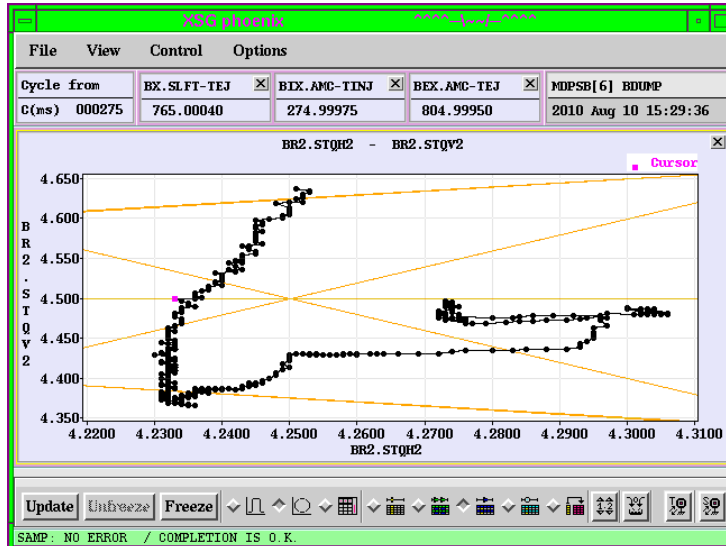 XSG phoenix ^^^^—\~~/—^^^^
File View Control Options
Cycle from
C(ms) 000275
BX.SLFT-TEJ
765.00040
BIX.AMC-TINJ
274.99975
BEX.AMC-TEJ
804.99950
MDPSB[6] BDUMP
2010 Aug 10 15:29:36
BR2.STQH2 - BR2.STQV2
Cursor
BR2.STQV2
4.650
4.600
4.550
4.500
4.450
4.400
4.350
4.2200 4.2300 4.2400 4.2500 4.2600 4.2700 4.2800 4.2900 4.3000 4.3100
BR2.STQH2
Update Unfreeze Freeze
SAMP: NO ERROR / COMPLETION IS O.K.